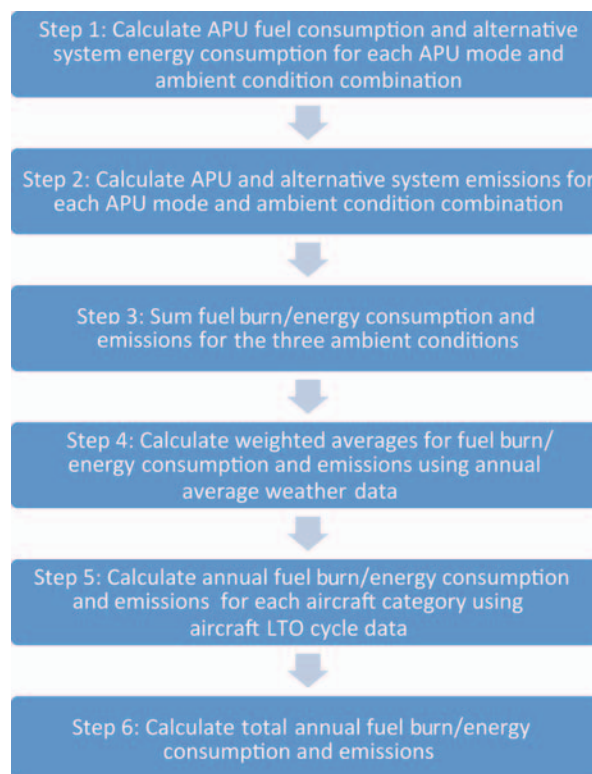 Step 1: Calculate APU fuel consumption and alternative
system energy consumption for each APU mode and
ambient condition combination
Step 2: Calculate APU and alternative system emissions for
each APU mode and ambient condition combination
Step 3: Sum fuel burn/energy consumption and
emissions for the three ambient conditions
Step 4: Calculate weighted averages for fuel burn/
energy consumption and emissions using annual
average weather data
Step 5: Calculate annual fuel burn/energy consumption
and emissions for each aircraft category using
aircraft LTO cycle data
Step 6: Calculate total annual fuel burn/energy
consumption and emissions